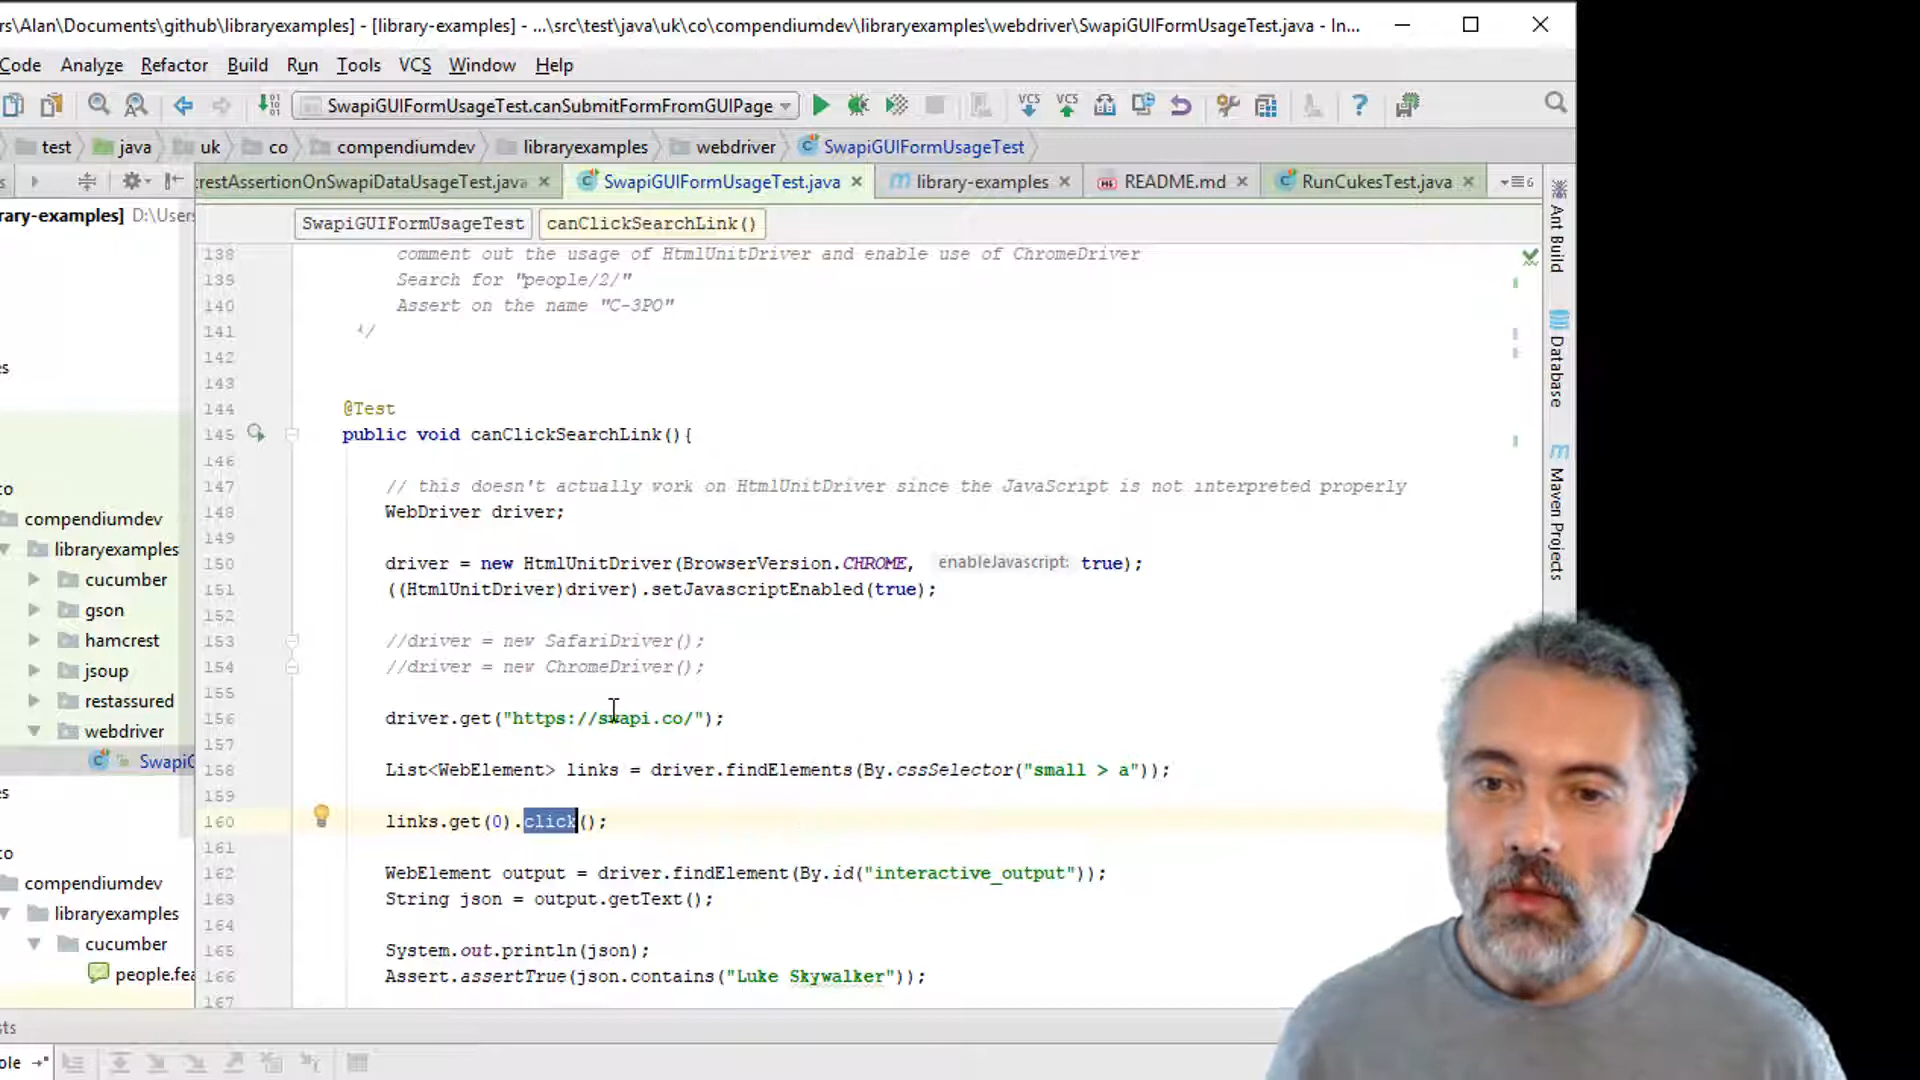 rs\Alan\Documents\github\libraryexamples] - [library-examples] - ...\src\test\java\uk\co\compendiumdev\libraryexamples\webdriver\SwapiGUIFormUsageTest.java - In...
Code Analyze Refactor Build Run Tools VCS Window Help
SwapiGUIFormUsageTest.canSubmitFormFromGUIPage
VCS VCS
test java uk co compendiumdev libraryexamples webdriver SwapiGUIFormUsageTest
s crestAssertionOnSwapiDataUsageTest.java SwapiGUIFormUsageTest.java library-examples README.md RunCukesTest.java 6
rary-examples] D:\Users
SwapiGUIFormUsageTest canClickSearchLink()
138 comment out the usage of HtmlUnitDriver and enable use of ChromeDriver
139 Search for "people/2/"
140 Assert on the name "C-3PO"
141 */
142
143
144 @Test
145 public void canClickSearchLink(){
146
147 // this doesn't actually work on HtmlUnitDriver since the JavaScript is not interpreted properly
148 WebDriver driver;
149
150 driver = new HtmlUnitDriver(BrowserVersion.CHROME, enableJavascript: true);
151 ((HtmlUnitDriver)driver).setJavascriptEnabled(true);
152
153 //driver = new SafariDriver();
154 //driver = new ChromeDriver();
155
156 driver.get("https://swapi.co/");
157
158 List<WebElement> links = driver.findElements(By.cssSelector("small > a"));
159
160 links.get(0).click();
161
162 WebElement output = driver.findElement(By.id("interactive_output"));
163 String json = output.getText();
164
165 System.out.println(json);
166 Assert.assertTrue(json.contains("Luke Skywalker"));
167
s
co
compendiumdev
libraryexamples
cucumber
gson
hamcrest
jsoup
restassured
webdriver
SwapiG
s
co
compendiumdev
libraryexamples
cucumber
people.fea
sts
ole
Ant Build
Database
Maven Projects